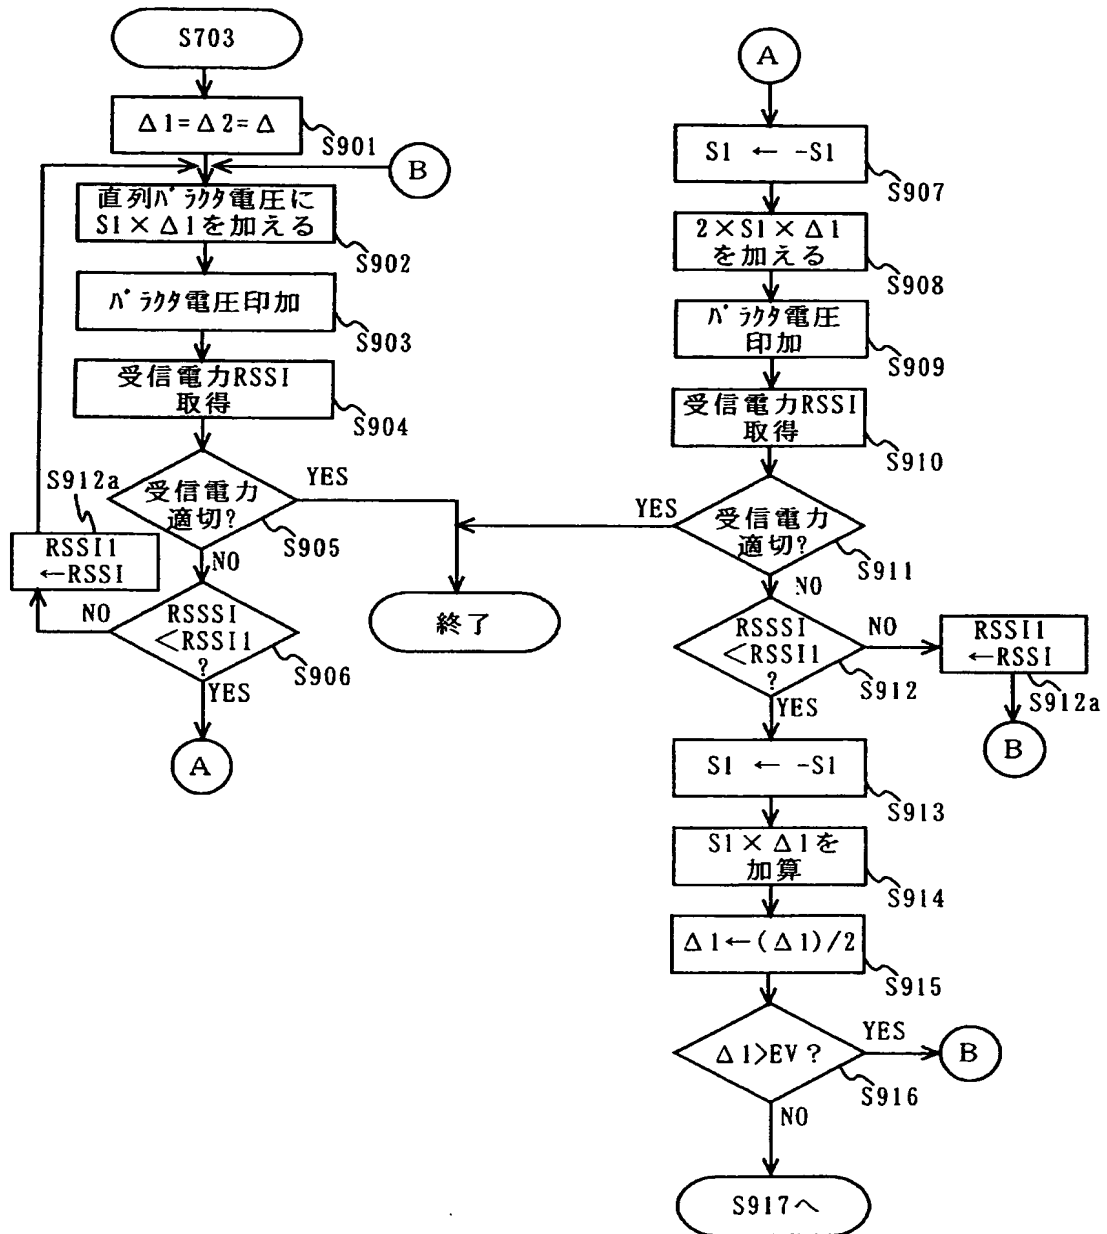 S703
Δ1=Δ2=Δ
S901
B
直列バラクタ電圧に
S1×Δ1を加える
S902
バラクタ電圧印加
S903
受信電力RSSI
取得
S904
S912a
受信電力
適切?
YES
S905
NO
RSSI1
←RSSI
RSSSI
<RSSI1
?
NO
S906
YES
A
終了
A
S1 ← -S1
S907
2×S1×Δ1
を加える
S908
バラクタ電圧
印加
S909
受信電力RSSI
取得
S910
YES
受信電力
適切?
S911
NO
RSSSI
<RSSI1
?
NO
S912
YES
RSSI1
←RSSI
S912a
B
S1 ← -S1
S913
S1×Δ1を
加算
S914
Δ1←(Δ1)/2
S915
Δ1>EV?
YES
B
S916
NO
S917へ